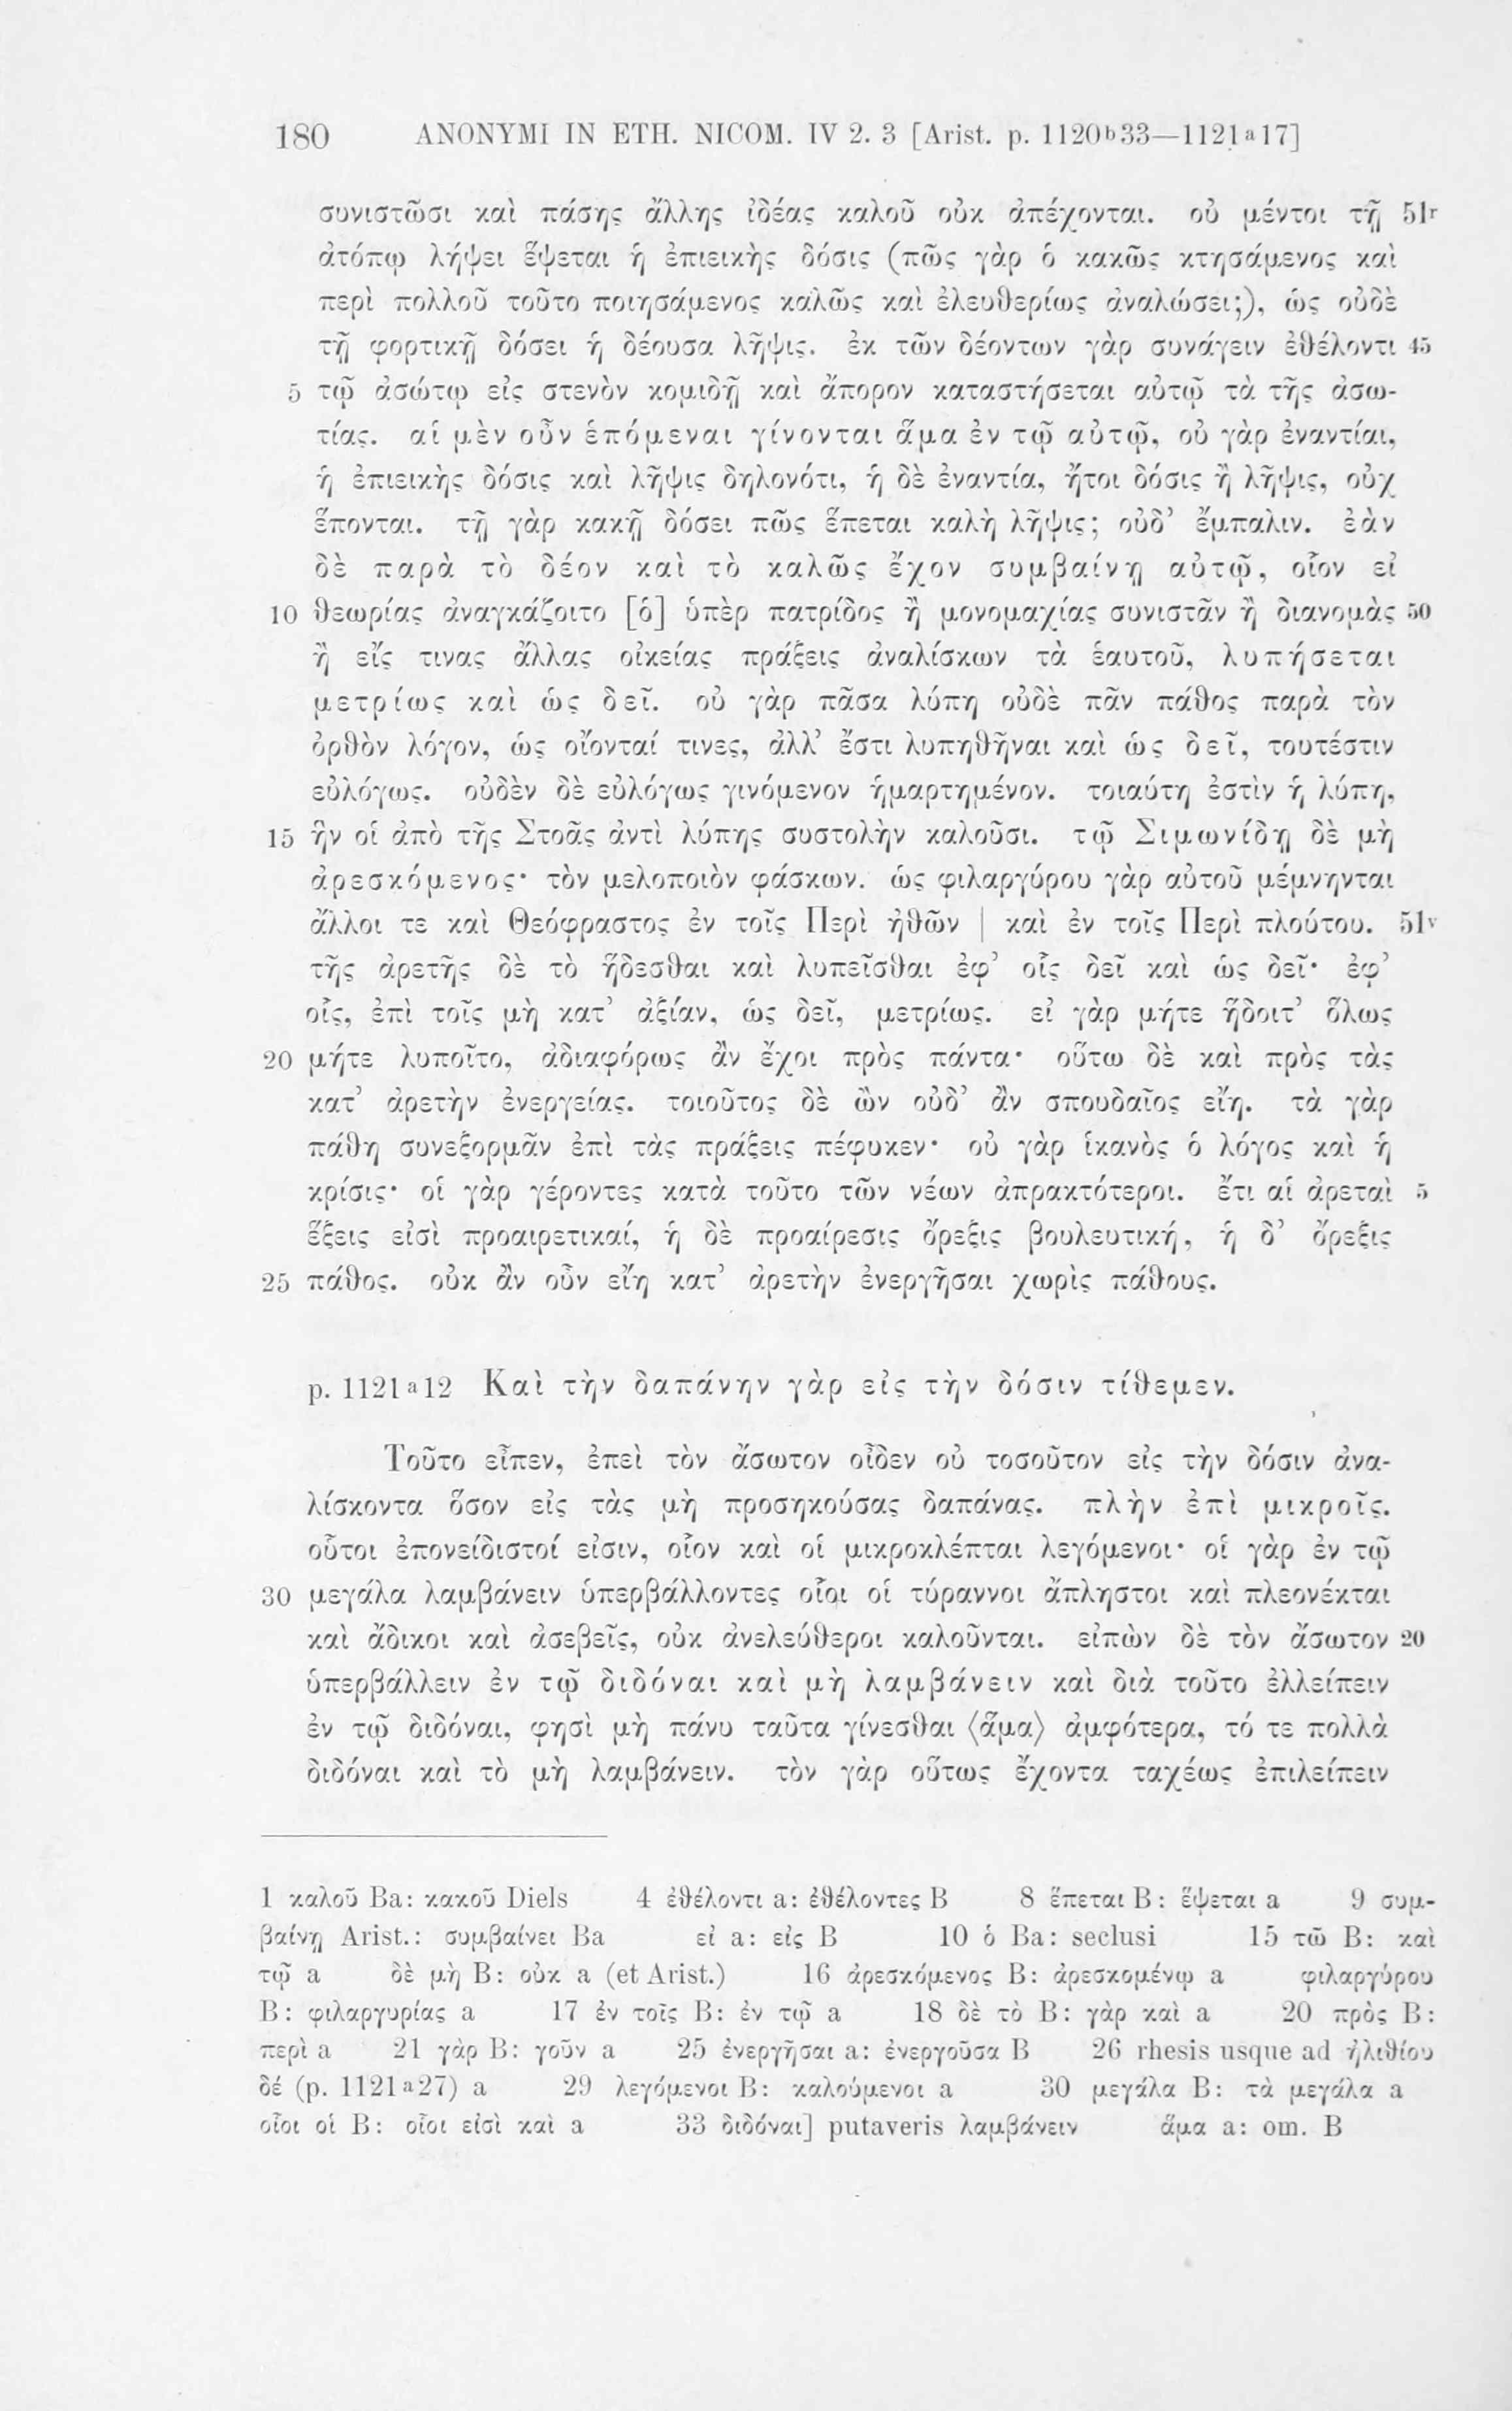 180 ANONYMI IN ETH. NICOM. IV 2. 3 [Arist. p. 1120b33—1121a17]
συνιστῶσι καὶ πάσης ἄλλης ἰδέας καλοῦ οὐκ ἀπέχονται. οὐ μέντοι τῇ 51r
ἀτόπῳ λήψει ἕψεται ἡ ἐπιεικὴς δόσις (πῶς γὰρ ὁ κακῶς κτησάμενος καὶ
περὶ πολλοῦ τοῦτο ποιησάμενος καλῶς καὶ ἐλευθερίως ἀναλώσει;), ὡς οὐδὲ
τῇ φορτικῇ δόσει ἡ δέουσα λῆψις. ἐκ τῶν δέοντων γὰρ συνάγειν ἐθέλοντι 45
5 τῷ ἀσώτῳ εἰς στενὸν κομιδῇ καὶ ἄπορον καταστήσεται αὐτῷ τὰ τῆς ἀσω-
τίας. αἱ μὲν οὖν ἑπόμεναι γίνονται ἅμα ἐν τῷ αὐτῷ, οὐ γὰρ ἐναντίαι,
ἡ ἐπιεικὴς δόσις καὶ λῆψις δηλονότι, ἡ δὲ ἐναντία, ἤτοι δόσις ἢ λῆψις, οὐχ
ἕπονται. τῇ γὰρ κακῇ δόσει πῶς ἕπεται καλὴ λῆψις; οὐδ’ ἔμπαλιν. ἐὰν
δὲ παρὰ τὸ δέον καὶ τὸ καλῶς ἔχον συμβαίνῃ αὐτῷ, οἷον εἰ
10 θεωρίας ἀναγκάζοιτο [ὁ] ὑπὲρ πατρίδος ἢ μονομαχίας συνιστᾶν ἢ διανομὰς 50
ἢ εἴς τινας ἄλλας οἰκείας πράξεις ἀναλίσκων τὰ ἑαυτοῦ, λυπήσεται
μετρίως καὶ ὡς δεῖ. οὐ γὰρ πᾶσα λύπη οὐδὲ πᾶν πάθος παρὰ τὸν
ὀρθὸν λόγον, ὡς οἴονταί τινες, ἀλλ’ ἔστι λυπηθῆναι καὶ ὡς δεῖ, τουτέστιν
εὐλόγως. οὐδὲν δὲ εὐλόγως γινόμενον ἡμαρτημένον. τοιαύτη ἐστὶν ἡ λύπη,
15 ἣν οἱ ἀπὸ τῆς Στοᾶς ἀντὶ λύπης συστολὴν καλοῦσι. τῷ Σιμωνίδῃ δὲ μὴ
ἀρεσκόμενος· τὸν μελοποιὸν φάσκων. ὡς φιλαργύρου γὰρ αὐτοῦ μέμνηνται
ἄλλοι τε καὶ Θεόφραστος ἐν τοῖς Περὶ ἠθῶν | καὶ ἐν τοῖς Περὶ πλούτου. 51v
τῆς ἀρετῆς δὲ τὸ ἥδεσθαι καὶ λυπεῖσθαι ἐφ’ οἷς δεῖ καὶ ὡς δεῖ· ἐφ’
οἷς, ἐπὶ τοῖς μὴ κατ’ ἀξίαν, ὡς δεῖ, μετρίως. εἰ γὰρ μήτε ἥδοιτ’ ὅλως
20 μήτε λυποῖτο, ἀδιαφόρως ἂν ἔχοι πρὸς πάντα· οὕτω δὲ καὶ πρὸς τὰς
κατ’ ἀρετὴν ἐνεργείας. τοιοῦτος δὲ ὢν οὐδ’ ἂν σπουδαῖος εἴη. τὰ γὰρ
πάθη συνεξορμᾶν ἐπὶ τὰς πράξεις πέφυκεν· οὐ γὰρ ἱκανὸς ὁ λόγος καὶ ἡ
κρίσις· οἱ γὰρ γέροντες κατὰ τοῦτο τῶν νέων ἀπρακτότεροι. ἔτι αἱ ἀρεταὶ 5
ἕξεις εἰσὶ προαιρετικαί, ἡ δὲ προαίρεσις ὄρεξις βουλευτική, ἡ δ’ ὄρεξις
25 πάθος. οὐκ ἂν οὖν εἴη κατ’ ἀρετὴν ἐνεργῆσαι χωρὶς πάθους.
p. 1121a12 Καὶ τὴν δαπάνην γὰρ εἰς τὴν δόσιν τίθεμεν.
Τοῦτο εἶπεν, ἐπεὶ τὸν ἄσωτον οἶδεν οὐ τοσοῦτον εἰς τὴν δόσιν ἀνα-
λίσκοντα ὅσον εἰς τὰς μὴ προσηκούσας δαπάνας. πλὴν ἐπὶ μικροῖς.
οὗτοι ἐπονείδιστοί εἰσιν, οἷον καὶ οἱ μικροκλέπται λεγόμενοι· οἱ γὰρ ἐν τῷ
30 μεγάλα λαμβάνειν ὑπερβάλλοντες οἷοι οἱ τύραννοι ἄπληστοι καὶ πλεονέκται
καὶ ἄδικοι καὶ ἀσεβεῖς, οὐκ ἀνελεύθεροι καλοῦνται. εἰπὼν δὲ τὸν ἄσωτον 20
ὑπερβάλλειν ἐν τῷ διδόναι καὶ μὴ λαμβάνειν καὶ διὰ τοῦτο ἐλλείπειν
ἐν τῷ διδόναι, φησὶ μὴ πάνυ ταῦτα γίνεσθαι ⟨ἅμα⟩ ἀμφότερα, τό τε πολλὰ
διδόναι καὶ τὸ μὴ λαμβάνειν. τὸν γὰρ οὕτως ἔχοντα ταχέως ἐπιλείπειν
1 καλοῦ Ba: κακοῦ Diels 4 ἐθέλοντι a: ἐθέλοντες B 8 ἕπεται B: ἕψεται a 9 συμ-
βαίνῃ Arist.: συμβαίνει Ba εἰ a: εἰς B 10 ὁ Ba: seclusi 15 τῶ B: καὶ
τῷ a δὲ μὴ B: οὐκ a (et Arist.) 16 ἀρεσκόμενος B: ἀρεσκομένῳ a φιλαργύρου
B: φιλαργυρίας a 17 ἐν τοῖς B: ἐν τῷ a 18 δὲ τὸ B: γὰρ καὶ a 20 πρὸς B:
περὶ a 21 γὰρ B: γοῦν a 25 ἐνεργῆσαι a: ἐνεργοῦσα B 26 rhesis usque ad ἠλιθίου
δέ (p. 1121a27) a 29 λεγόμενοι B: καλούμενοι a 30 μεγάλα B: τὰ μεγάλα a
οἷοι οἱ B: οἷοι εἰσὶ καὶ a 33 διδόναι] putaveris λαμβάνειν ἅμα a: om. B